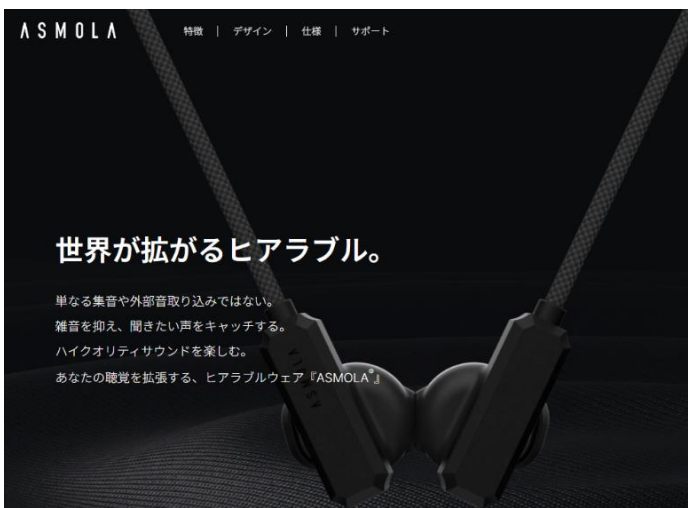 ASMOLA
特徴 | デザイン | 仕様 | サポート
世界が拡がるヒアラブル。
単なる集音や外部音取り込みではない。
雑音を抑え、聞きたい声をキャッチする。
ハイクオリティサウンドを楽しむ。
あなたの聴覚を拡張する、ヒアラブルウェア『ASMOLA®』
ASMOLA